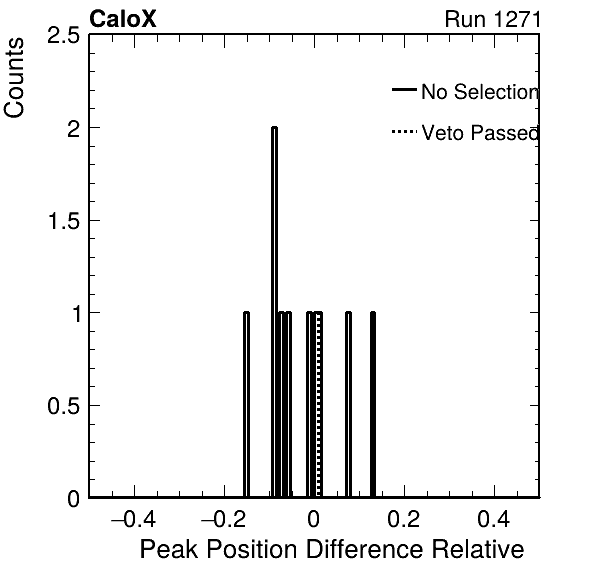 CaloX Run 1271
Counts
2.5
No Selection
2
Veto Passed
1.5
1
0.5
0
−0.4 −0.2 0 0.2 0.4
Peak Position Difference Relative